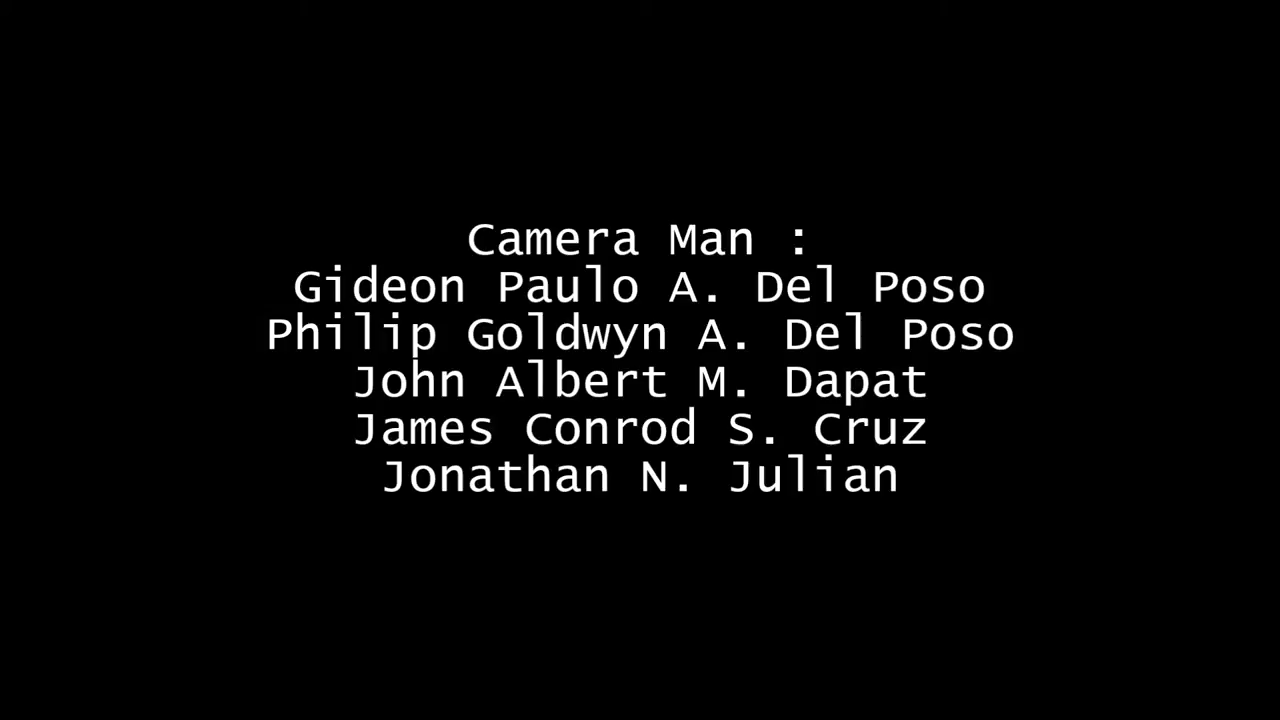 Camera Man :
Gideon Paulo A. Del Poso
Philip Goldwyn A. Del Poso
John Albert M. Dapat
James Conrod S. Cruz
Jonathan N. Julian